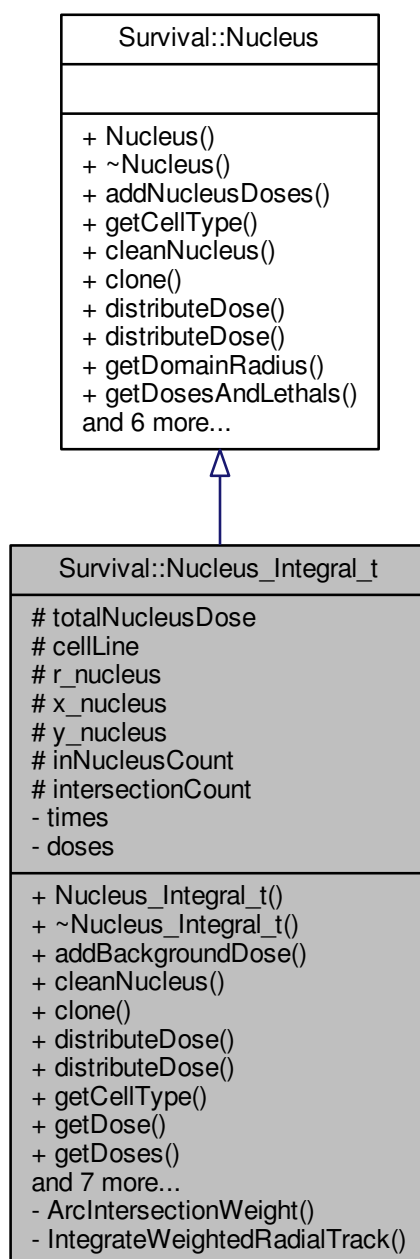 Survival::Nucleus
+ Nucleus()
+ ~Nucleus()
+ addNucleusDoses()
+ getCellType()
+ cleanNucleus()
+ clone()
+ distributeDose()
+ distributeDose()
+ getDomainRadius()
+ getDosesAndLethals()
and 6 more...
Survival::Nucleus_Integral_t
# totalNucleusDose
# cellLine
# r_nucleus
# x_nucleus
# y_nucleus
# inNucleusCount
# intersectionCount
- times
- doses
+ Nucleus_Integral_t()
+ ~Nucleus_Integral_t()
+ addBackgroundDose()
+ cleanNucleus()
+ clone()
+ distributeDose()
+ distributeDose()
+ getCellType()
+ getDose()
+ getDoses()
and 7 more...
- ArcIntersectionWeight()
- IntegrateWeightedRadialTrack()